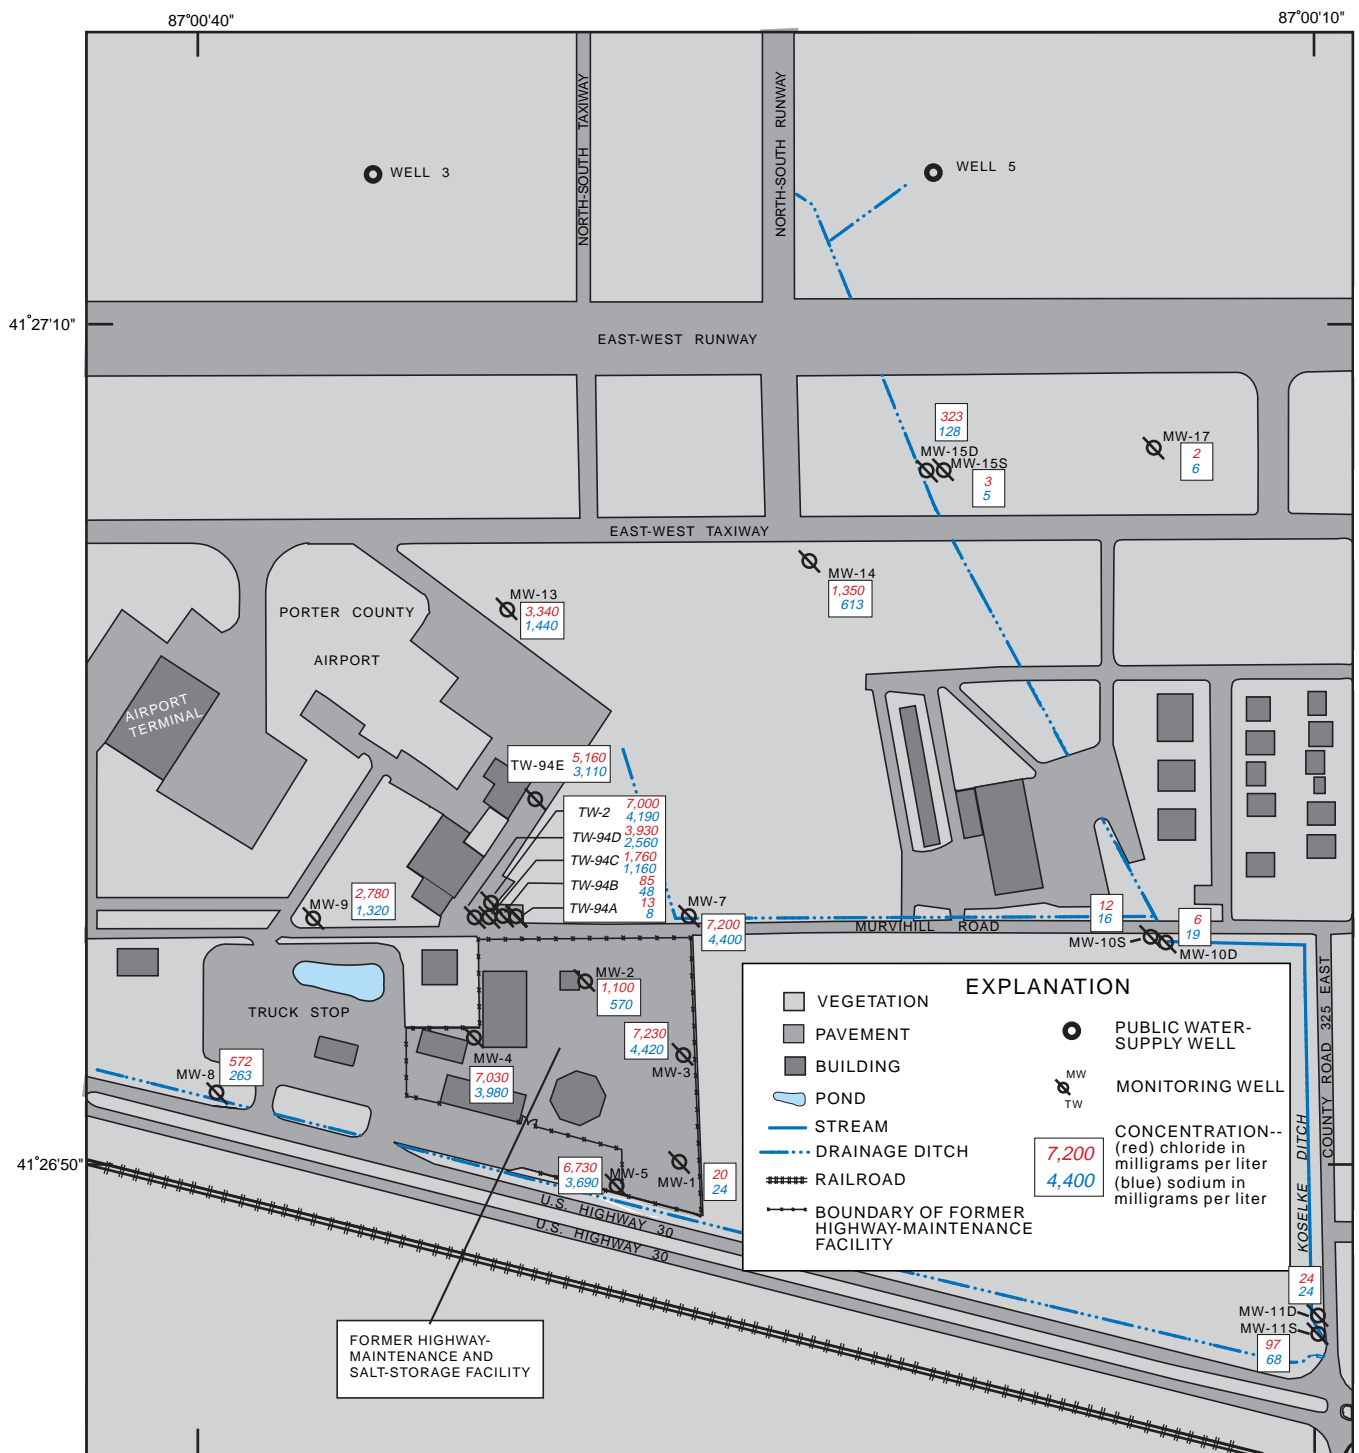 87°00'40"
87°00'10"
NORTH-SOUTH TAXIWAY
NORTH-SOUTH RUNWAY
WELL 3
WELL 5
41°27'10"
EAST-WEST RUNWAY
323
128
MW-15D
MW-15S
3
5
MW-17
2
6
EAST-WEST TAXIWAY
MW-14
1,350
613
MW-13
3,340
1,440
PORTER COUNTY
AIRPORT
AIRPORT
TERMINAL
TW-94E
5,160
3,110
TW-2
7,000
4,190
TW-94D
3,930
2,560
TW-94C
1,760
1,160
TW-94B
85
48
TW-94A
13
8
MW-9
2,780
1,320
MW-7
7,200
4,400
MURVIHILL ROAD
12
16
MW-10S
6
19
MW-10D
MW-2
1,100
570
TRUCK STOP
7,230
4,420
MW-3
MW-4
7,030
3,980
572
263
MW-8
6,730
3,690
MW-5
MW-1
20
24
41°26'50"
U.S. HIGHWAY 30
U.S. HIGHWAY 30
EXPLANATION
VEGETATION
PAVEMENT
BUILDING
POND
STREAM
DRAINAGE DITCH
RAILROAD
BOUNDARY OF FORMER
HIGHWAY-MAINTENANCE
FACILITY
PUBLIC WATER-
SUPPLY WELL
MW
TW
MONITORING WELL
7,200
4,400
CONCENTRATION--
(red) chloride in
milligrams per liter
(blue) sodium in
milligrams per liter
KOSELKE DITCH
COUNTY ROAD 325 EAST
24
24
MW-11D
MW-11S
97
68
FORMER HIGHWAY-
MAINTENANCE AND
SALT-STORAGE FACILITY